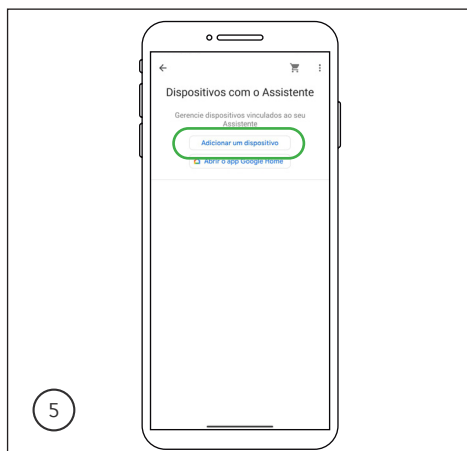 Dispositivos com o Assistente
Gerencie dispositivos vinculados ao seu
Assistente
Adicionar um dispositivo
Abrir o app Google Home
5